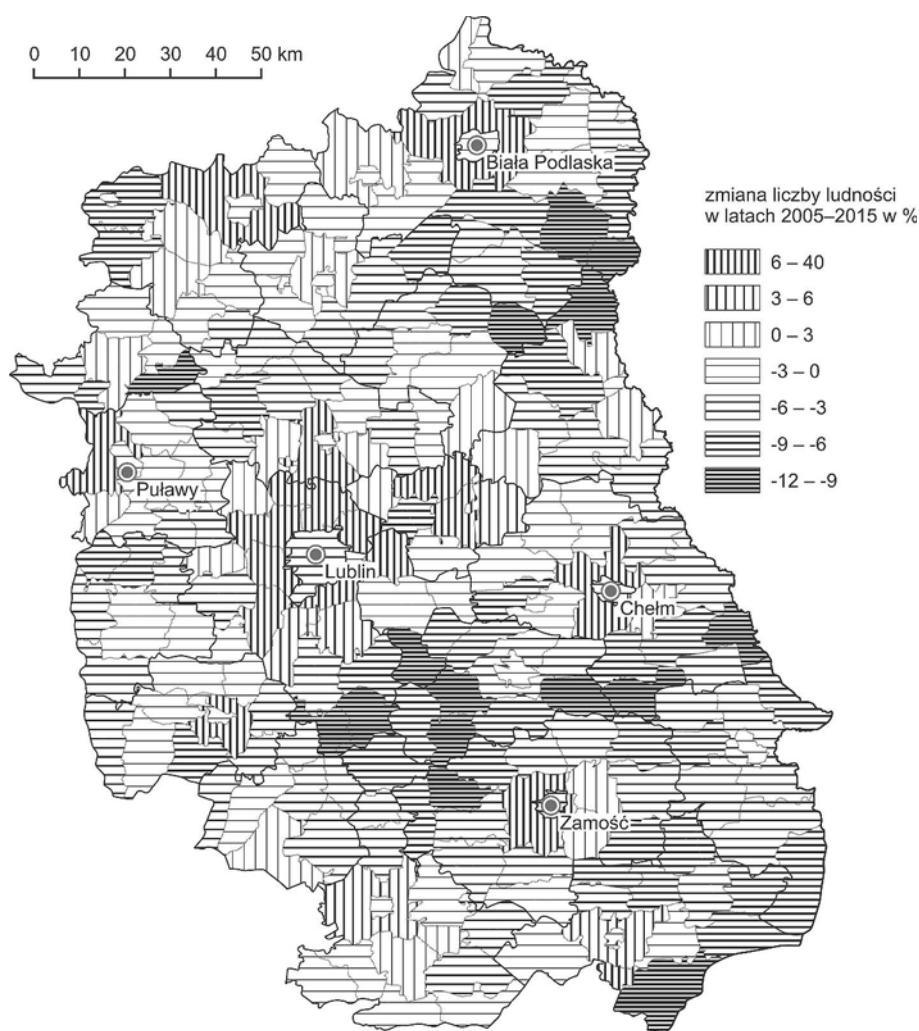 0 10 20 30 40 50 km
Biała Podlaska
zmiana liczby ludności
w latach 2005–2015 w %
6 – 40
3 – 6
0 – 3
-3 – 0
-6 – -3
-9 – -6
-12 – -9
Puławy
Lublin
Chełm
Zamość